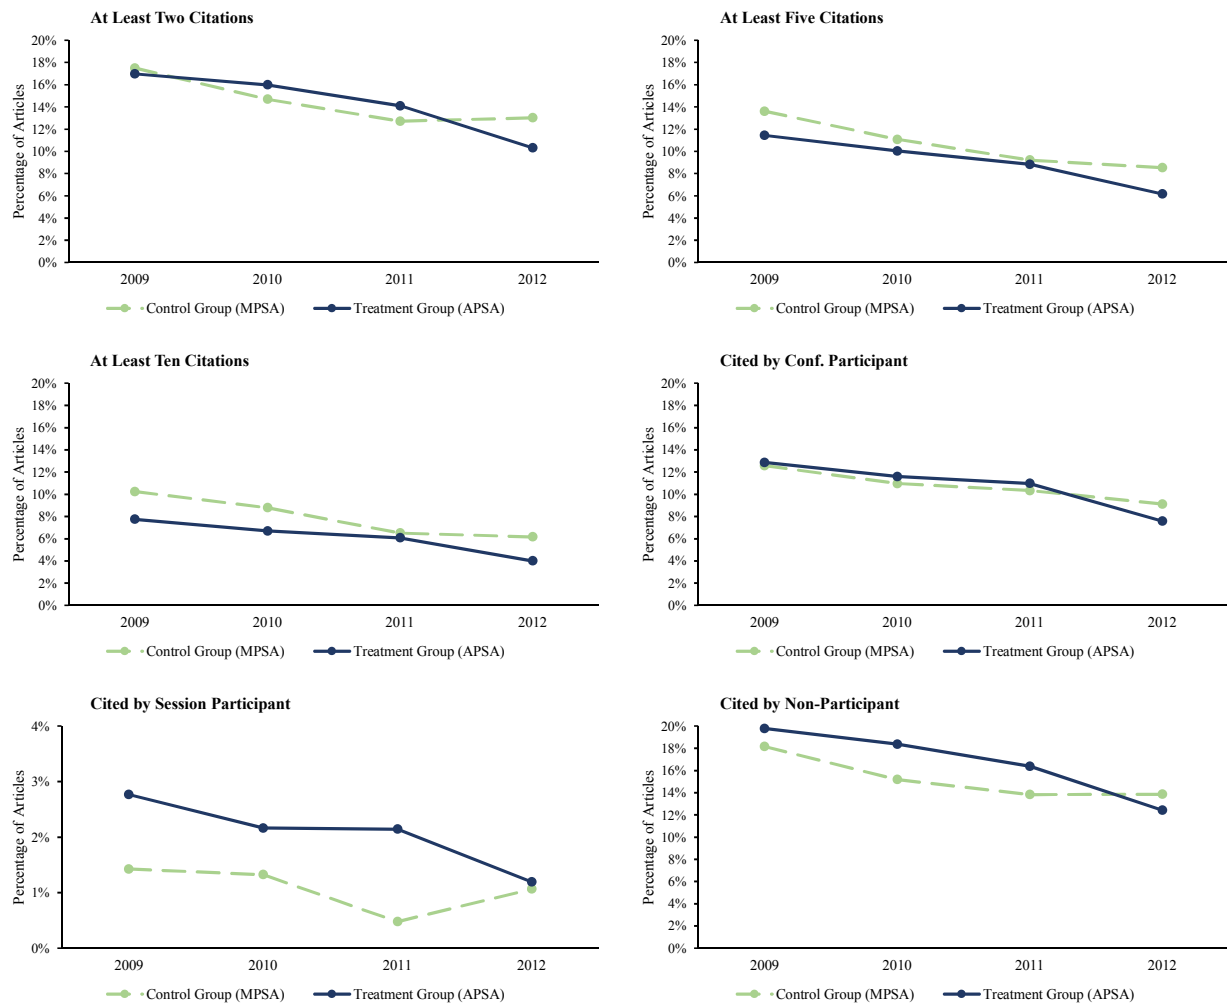 At Least Two Citations
Percentage of Articles
20%
18%
16%
14%
12%
10%
8%
6%
4%
2%
0%
2009 2010 2011 2012
Control Group (MPSA) Treatment Group (APSA)
At Least Five Citations
Percentage of Articles
20%
18%
16%
14%
12%
10%
8%
6%
4%
2%
0%
2009 2010 2011 2012
Control Group (MPSA) Treatment Group (APSA)
At Least Ten Citations
Percentage of Articles
20%
18%
16%
14%
12%
10%
8%
6%
4%
2%
0%
2009 2010 2011 2012
Control Group (MPSA) Treatment Group (APSA)
Cited by Conf. Participant
Percentage of Articles
20%
18%
16%
14%
12%
10%
8%
6%
4%
2%
0%
2009 2010 2011 2012
Control Group (MPSA) Treatment Group (APSA)
Cited by Session Participant
Percentage of Articles
4%
3%
2%
1%
0%
2009 2010 2011 2012
Control Group (MPSA) Treatment Group (APSA)
Cited by Non-Participant
Percentage of Articles
20%
18%
16%
14%
12%
10%
8%
6%
4%
2%
0%
2009 2010 2011 2012
Control Group (MPSA) Treatment Group (APSA)